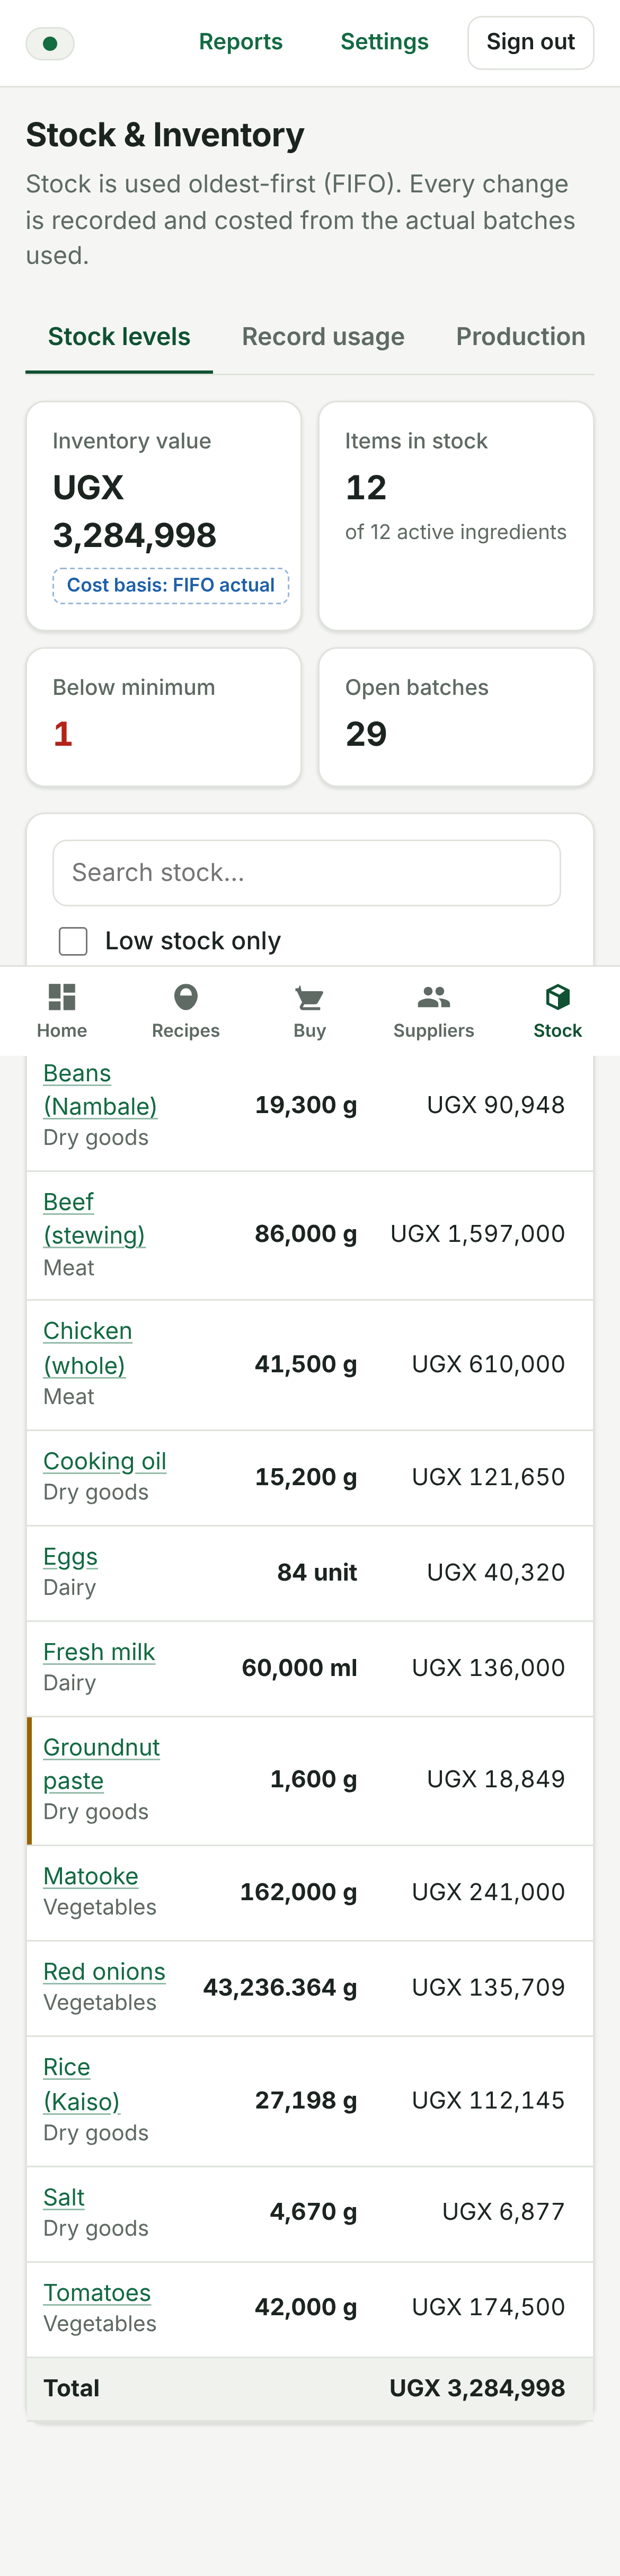 Reports Settings Sign out
Stock & Inventory
Stock is used oldest-first (FIFO). Every change
is recorded and costed from the actual batches
used.
Stock levels Record usage Production
Inventory value
UGX
3,284,998
Cost basis: FIFO actual
Items in stock
12
of 12 active ingredients
Below minimum
1
Open batches
29
Search stock...
Low stock only
Home Recipes Buy Suppliers Stock
Beans
(Nambale) 19,300 g UGX 90,948
Dry goods
Beef
(stewing) 86,000 g UGX 1,597,000
Meat
Chicken
(whole) 41,500 g UGX 610,000
Meat
Cooking oil 15,200 g UGX 121,650
Dry goods
Eggs 84 unit UGX 40,320
Dairy
Fresh milk 60,000 ml UGX 136,000
Dairy
Groundnut
paste 1,600 g UGX 18,849
Dry goods
Matooke 162,000 g UGX 241,000
Vegetables
Red onions 43,236.364 g UGX 135,709
Vegetables
Rice
(Kaiso) 27,198 g UGX 112,145
Dry goods
Salt 4,670 g UGX 6,877
Dry goods
Tomatoes 42,000 g UGX 174,500
Vegetables
Total UGX 3,284,998